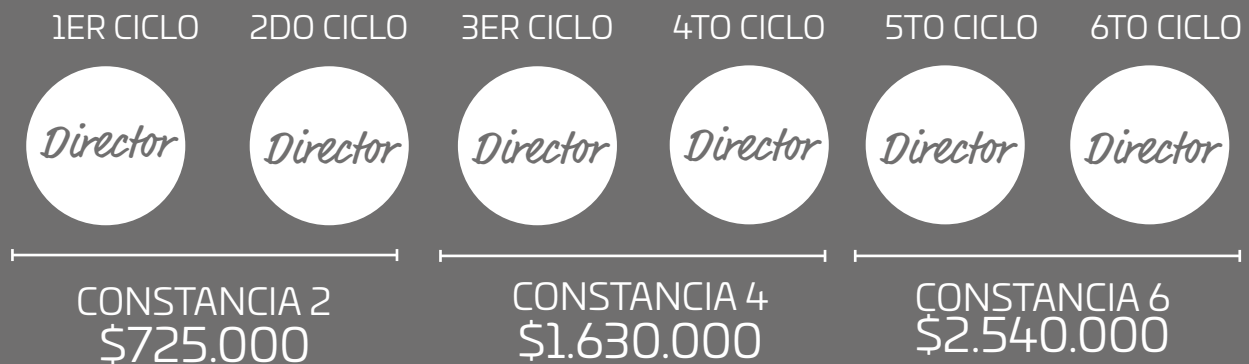 1ER CICLO 2DO CICLO 3ER CICLO 4TO CICLO 5TO CICLO 6TO CICLO
Director Director Director Director Director Director
CONSTANCIA 2 CONSTANCIA 4 CONSTANCIA 6
$725.000 $1.630.000 $2.540.000